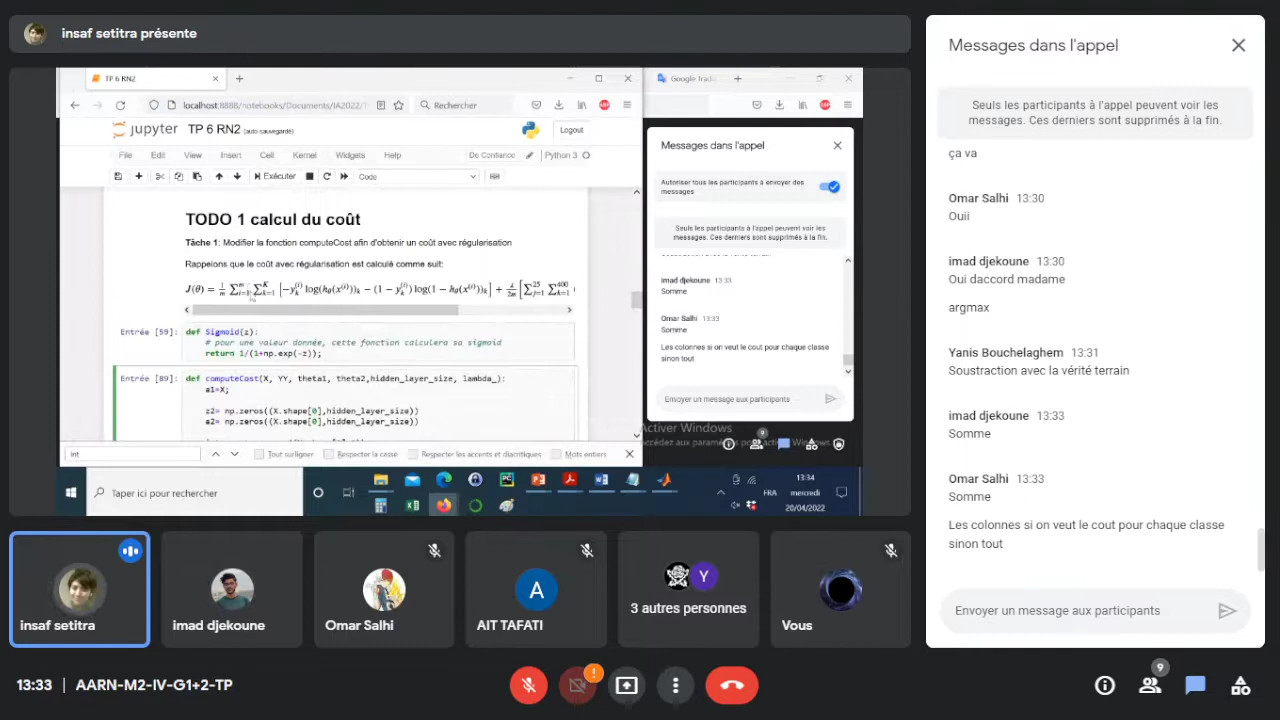 insaf setitra présente
TP 6 RN2
localhost:8888/notebooks/Documents/IA2022/T
Rechercher
jupyter TP 6 RN2 (auto-sauvegardé)
Logout
File Edit View Insert Cell Kernel Widgets Help
De Confiance
Python 3
Exécuter
Code
TODO 1 calcul du coût
Tâche 1: Modifier la fonction computeCost afin d'obtenir un coût avec régularisation
Rappelons que le coût avec régularisation est calculé comme suit:
Entrée [59]: def Sigmoid(z):
# pour une valeur donnée, cette fonction calculera sa sigmoid
return 1/(1+np.exp(-z));
Entrée [89]: def computeCost(X, YY, theta1, theta2,hidden_layer_size, lambda_):
a1=X;
z2= np.zeros((X.shape[0],hidden_layer_size))
a2= np.zeros((X.shape[0],hidden_layer_size))
int
Tout surligner
Respecter la casse
Respecter les accents et diacritiques
Mots entiers
Google Tradu
Messages dans l'appel
Autoriser tous les participants à envoyer des
messages
Seuls les participants à l'appel peuvent voir les
messages. Ces derniers sont supprimés à la fin.
imad djekoune 13:33
Somme
Omar Salhi 13:33
Somme
Les colonnes si on veut le cout pour chaque classe
sinon tout
Envoyer un message aux participants
Activer Windows
9
Taper ici pour rechercher
FRA
13:34
mercredi
20/04/2022
insaf setitra
imad djekoune
Omar Salhi
A
AIT TAFATI
Y
3 autres personnes
Vous
13:33 | AARN-M2-IV-G1+2-TP
9
Messages dans l'appel
Seuls les participants à l'appel peuvent voir les
messages. Ces derniers sont supprimés à la fin.
ça va
Omar Salhi 13:30
Ouii
imad djekoune 13:30
Oui daccord madame
argmax
Yanis Bouchelaghem 13:31
Soustraction avec la vérité terrain
imad djekoune 13:33
Somme
Omar Salhi 13:33
Somme
Les colonnes si on veut le cout pour chaque classe
sinon tout
Envoyer un message aux participants